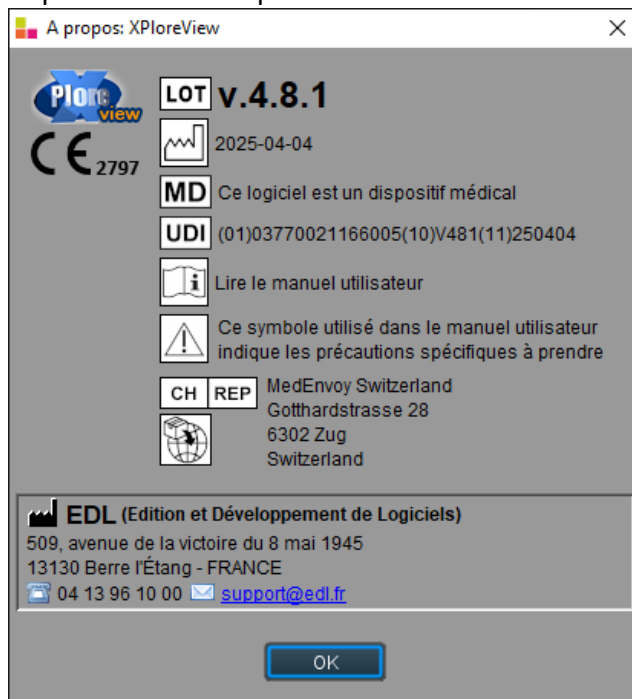 A propos: XPloreView
XPlore
view
LOT v.4.8.1
CE 2797
2025-04-04
MD Ce logiciel est un dispositif médical
UDI (01)03770021166005(10)V481(11)250404
Lire le manuel utilisateur
Ce symbole utilisé dans le manuel utilisateur
indique les précautions spécifiques à prendre
CH REP MedEnvoy Switzerland
Gotthardstrasse 28
6302 Zug
Switzerland
EDL (Edition et Développement de Logiciels)
509, avenue de la victoire du 8 mai 1945
13130 Berre l'Étang - FRANCE
04 13 96 10 00 support@edl.fr
OK